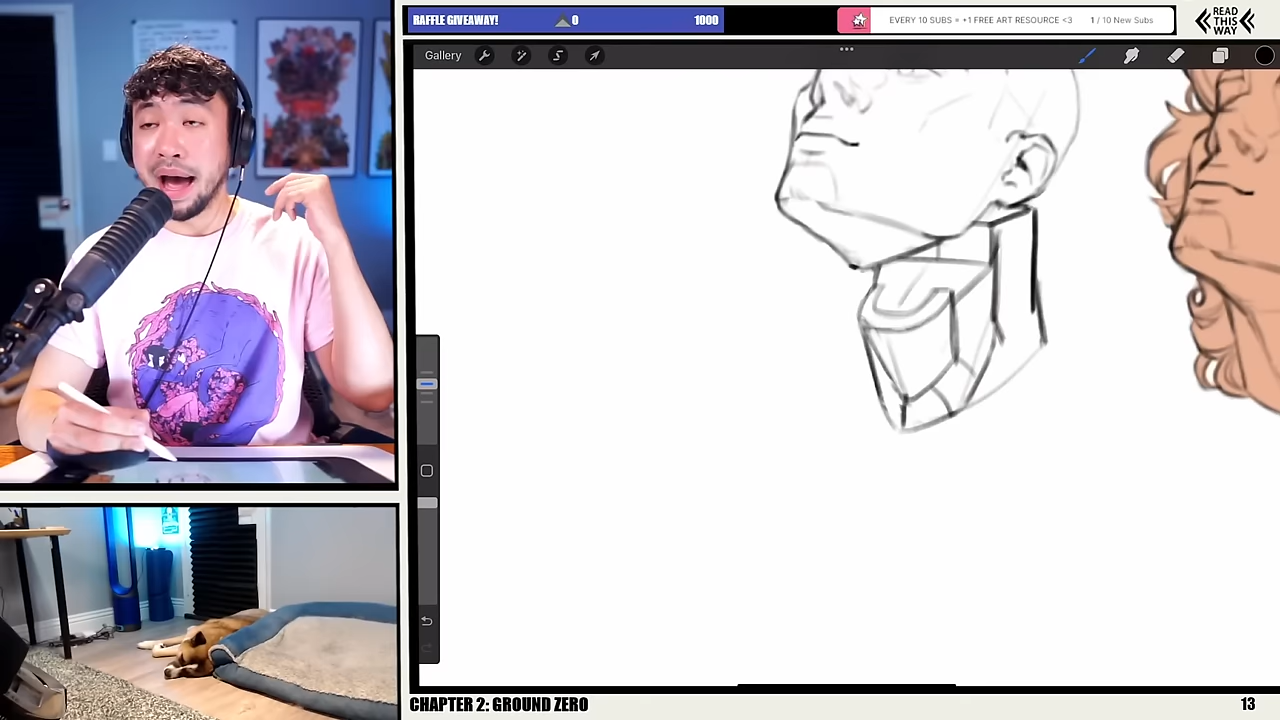 RAFFLE GIVEAWAY! 0 1000
EVERY 10 SUBS = +1 FREE ART RESOURCE <3 1 / 10 New Subs
READ
THIS
WAY
Gallery
CHAPTER 2: GROUND ZERO
13